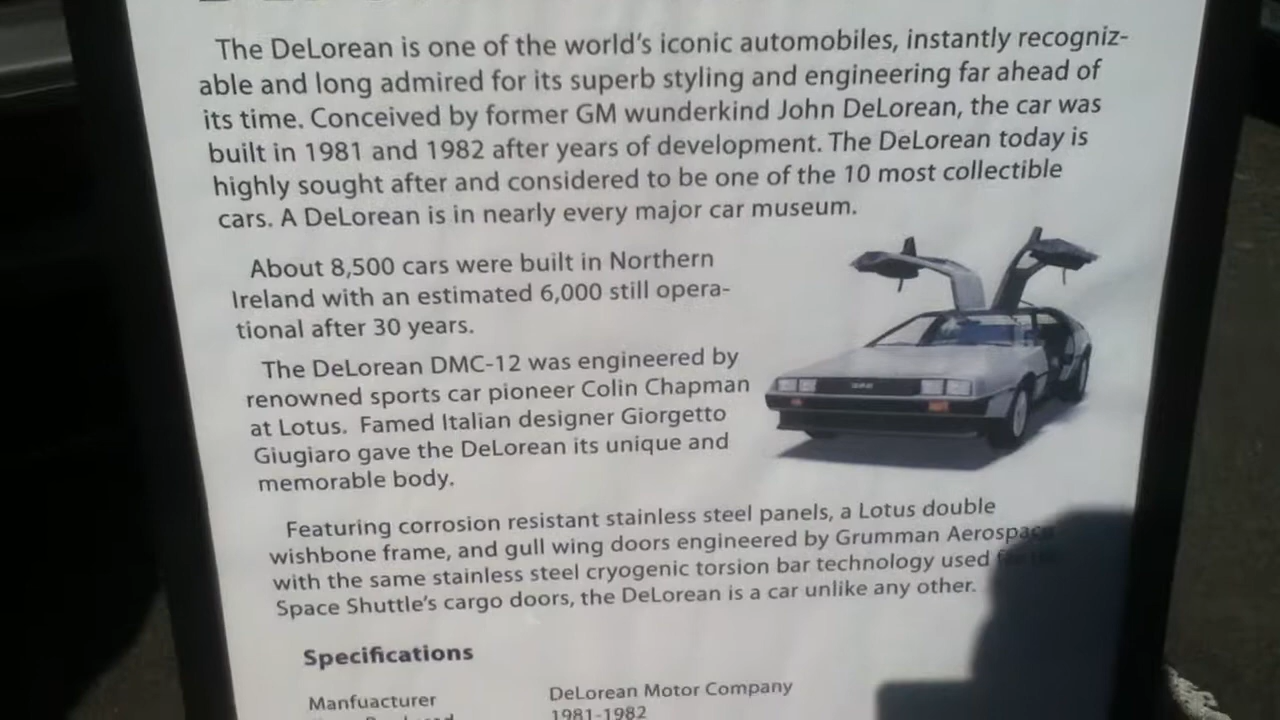 The DeLorean is one of the world's iconic automobiles, instantly recogniz-
able and long admired for its superb styling and engineering far ahead of
its time. Conceived by former GM wunderkind John DeLorean, the car was
built in 1981 and 1982 after years of development. The DeLorean today is
highly sought after and considered to be one of the 10 most collectible
cars. A DeLorean is in nearly every major car museum.
About 8,500 cars were built in Northern
Ireland with an estimated 6,000 still opera-
tional after 30 years.
The DeLorean DMC-12 was engineered by
renowned sports car pioneer Colin Chapman
at Lotus. Famed Italian designer Giorgetto
Giugiaro gave the DeLorean its unique and
memorable body.
Featuring corrosion resistant stainless steel panels, a Lotus double
wishbone frame, and gull wing doors engineered by Grumman Aerospace
with the same stainless steel cryogenic torsion bar technology used
Space Shuttle's cargo doors, the DeLorean is a car unlike any other.
Specifications
Manfuacturer DeLorean Motor Company
1981-1982